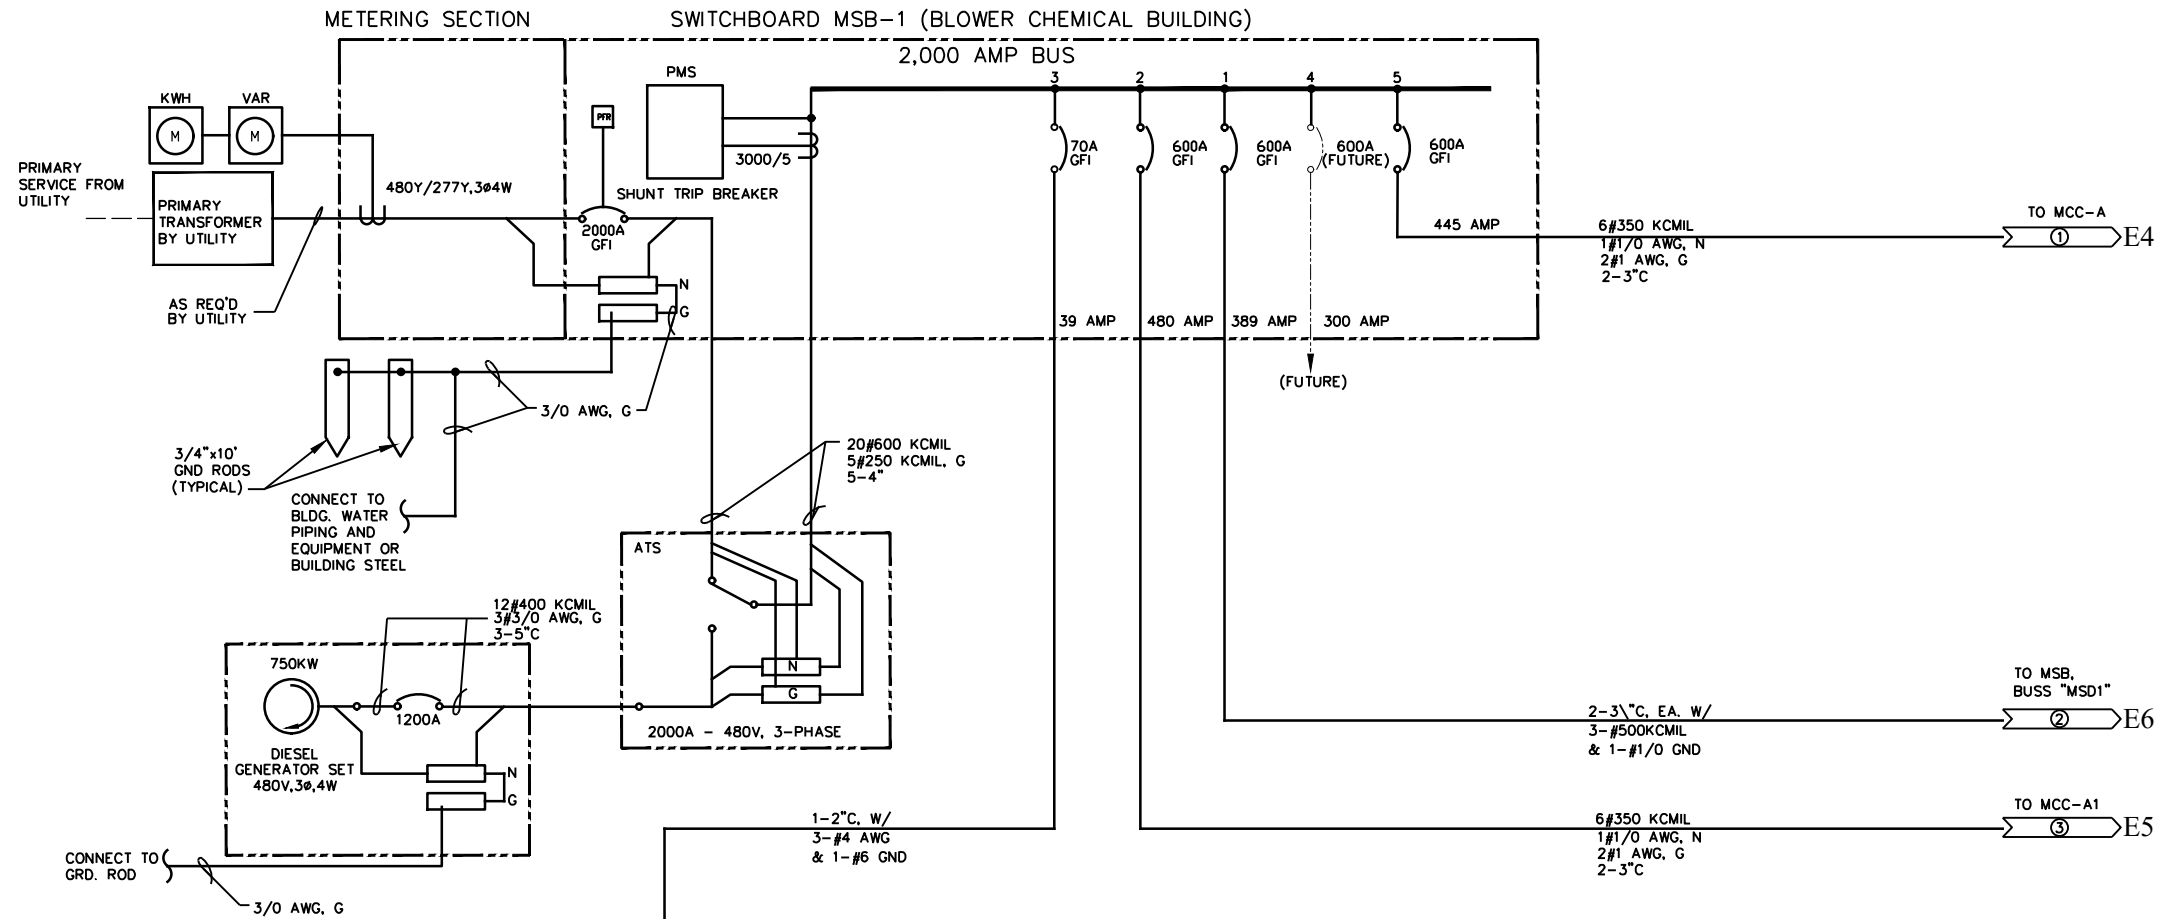 METERING SECTION
SWITCHBOARD MSB-1 (BLOWER CHEMICAL BUILDING)
2,000 AMP BUS
PMS
3
2
1
4
5
KWH
VAR
M
M
PFR
3000/5
70A
GFI
600A
GFI
600A
GFI
600A
(FUTURE)
600A
GFI
PRIMARY
SERVICE FROM
UTILITY
PRIMARY
TRANSFORMER
BY UTILITY
480Y/277Y,3ø4W
SHUNT TRIP BREAKER
2000A
GFI
445 AMP
6#350 KCMIL
1#1/0 AWG, N
2#1 AWG, G
2-3"C
TO MCC-A
1
E4
N
G
AS REQ'D
BY UTILITY
39 AMP
480 AMP
389 AMP
300 AMP
(FUTURE)
3/0 AWG, G
3/4"x10'
GND RODS
(TYPICAL)
20#600 KCMIL
5#250 KCMIL, G
5-4"
CONNECT TO
BLDG. WATER
PIPING AND
EQUIPMENT OR
BUILDING STEEL
ATS
12#400 KCMIL
3#3/0 AWG, G
3-5"C
N
G
2000A - 480V, 3-PHASE
750KW
1200A
DIESEL
GENERATOR SET
480V,3ø,4W
N
G
TO MSB,
BUSS "MSD1"
2-3\"C, EA. W/
3-#500KCMIL
& 1-#1/0 GND
2
E6
1-2"C, W/
3-#4 AWG
& 1-#6 GND
6#350 KCMIL
1#1/0 AWG, N
2#1 AWG, G
2-3"C
TO MCC-A1
3
E5
CONNECT TO
GRD. ROD
3/0 AWG, G